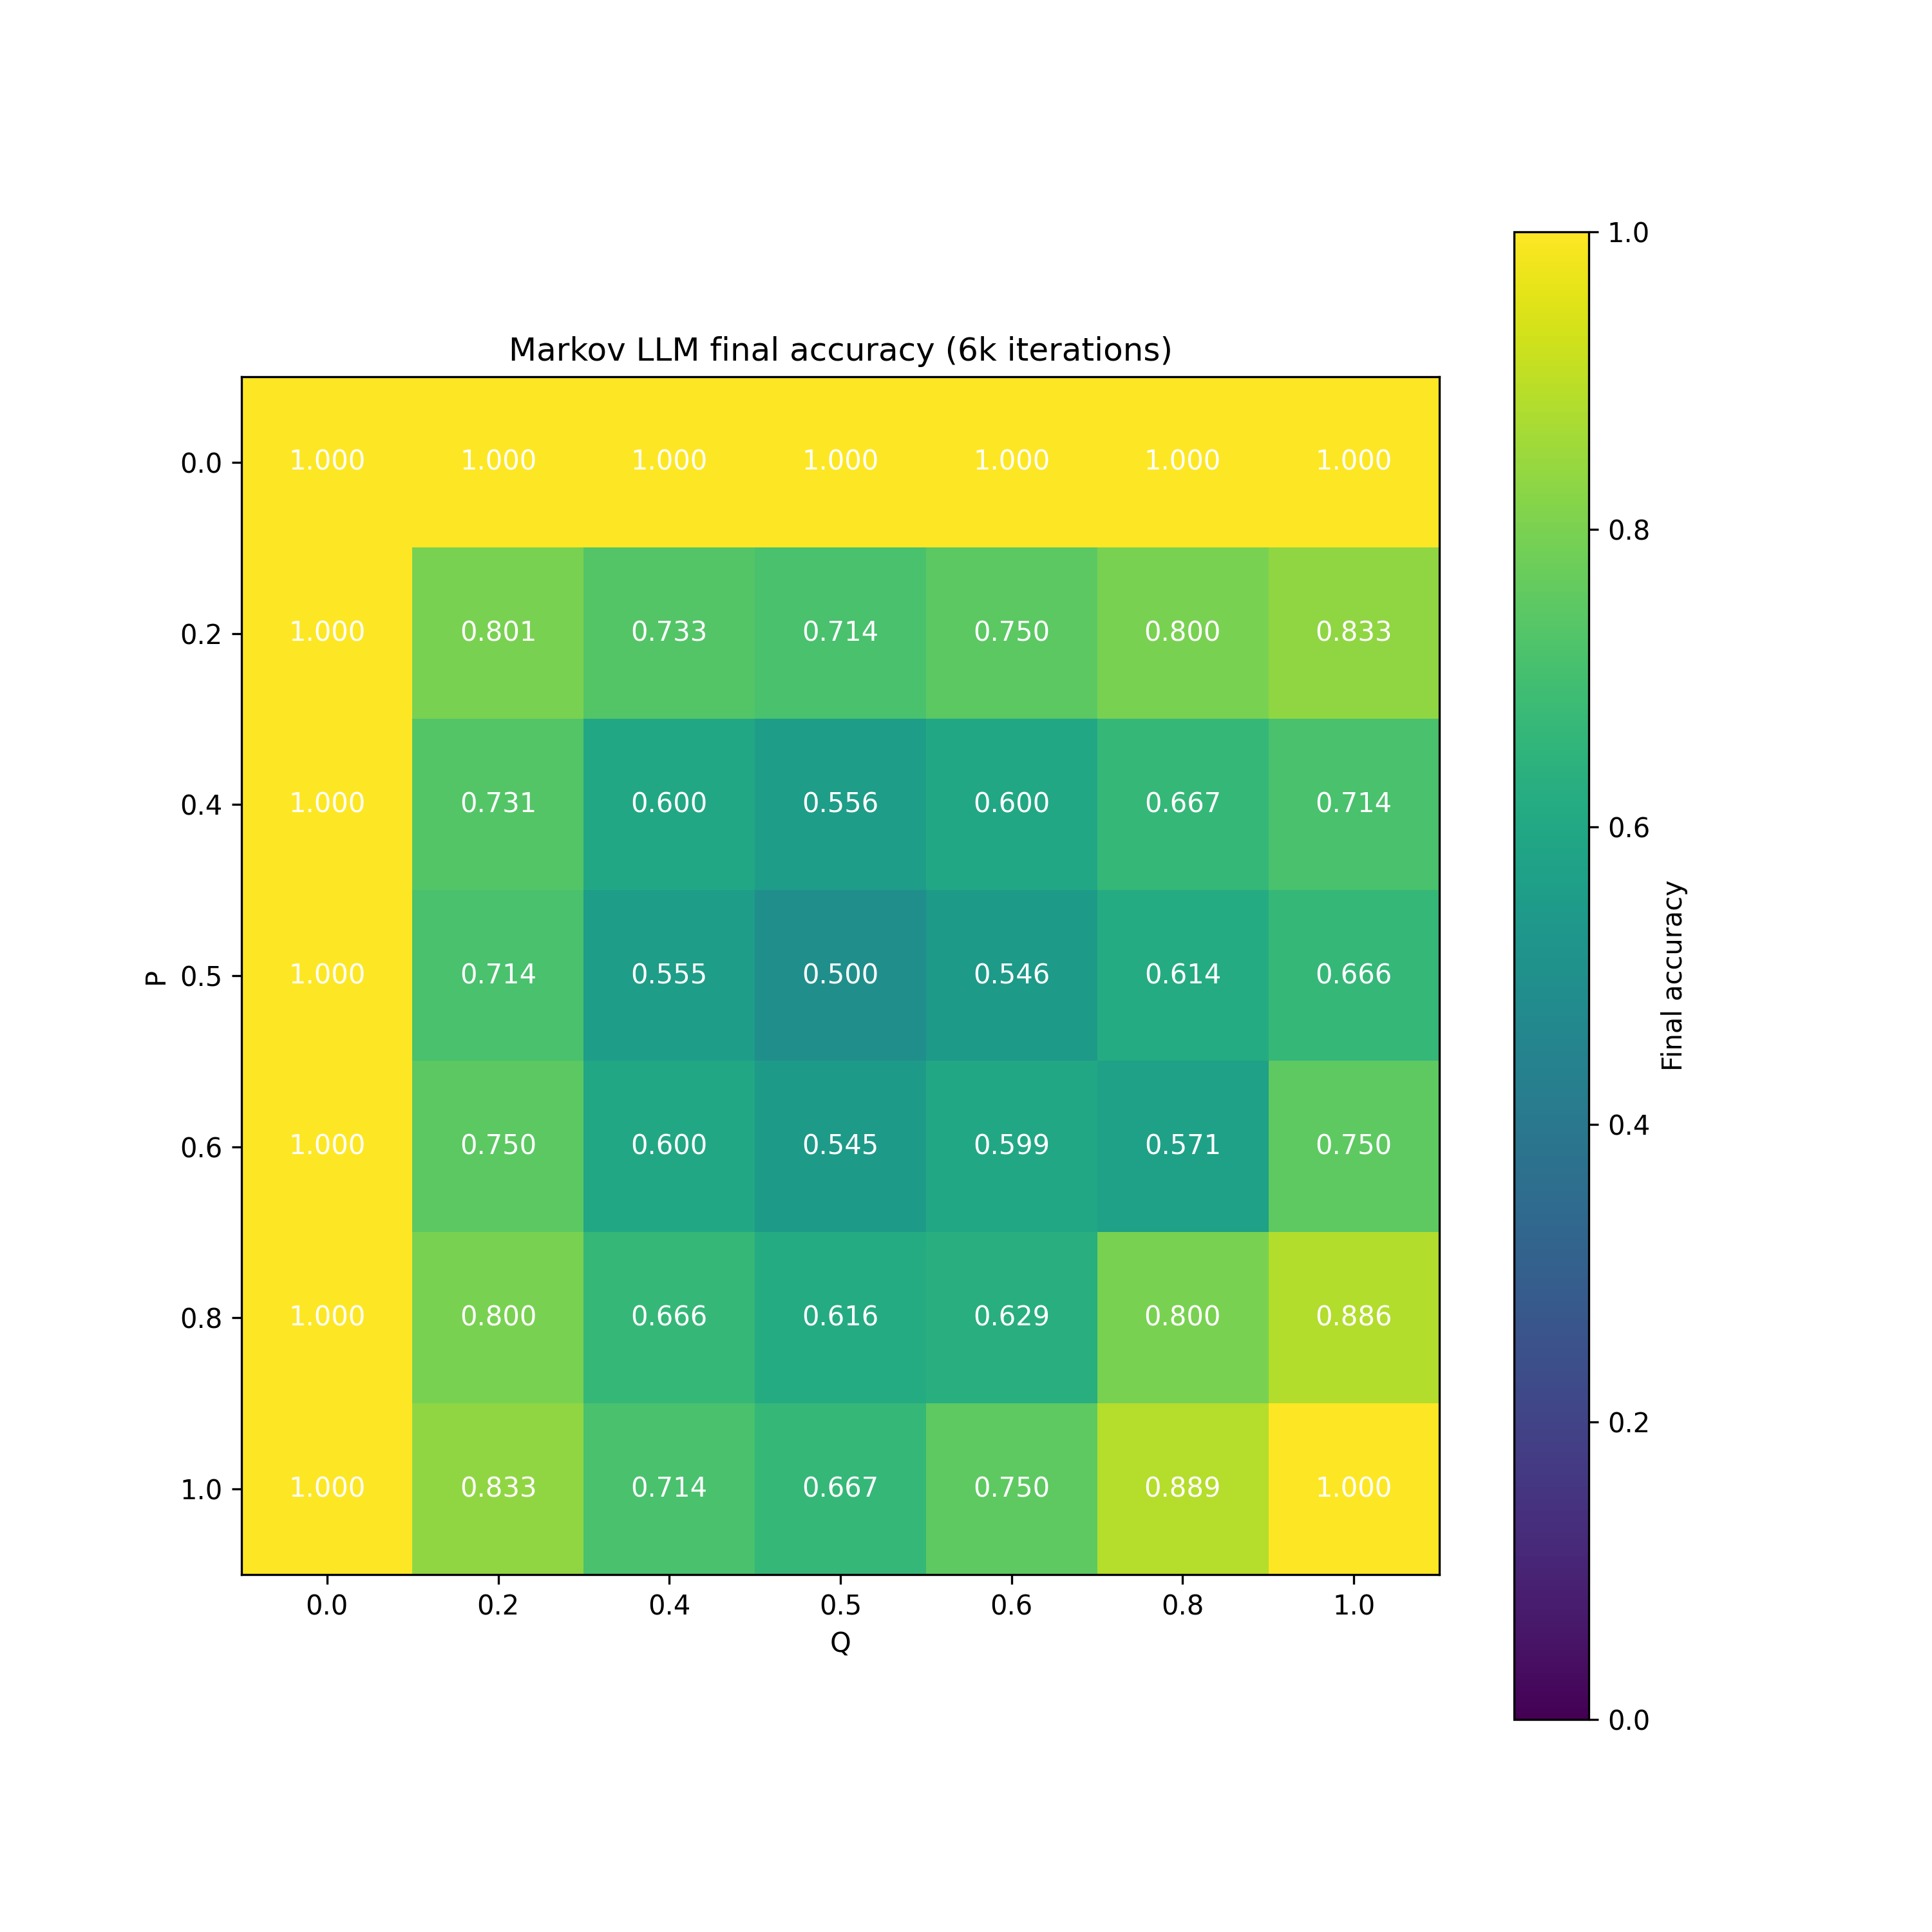 Markov LLM final accuracy (6k iterations)
1.0
0.0 1.000 1.000 1.000 1.000 1.000 1.000 1.000
0.8
0.2 1.000 0.801 0.733 0.714 0.750 0.800 0.833
0.4 1.000 0.731 0.600 0.556 0.600 0.667 0.714
0.6
P
0.5 1.000 0.714 0.555 0.500 0.546 0.614 0.666
Final accuracy
0.6 1.000 0.750 0.600 0.545 0.599 0.571 0.750
0.4
0.8 1.000 0.800 0.666 0.616 0.629 0.800 0.886
0.2
1.0 1.000 0.833 0.714 0.667 0.750 0.889 1.000
0.0 0.2 0.4 0.5 0.6 0.8 1.0
Q
0.0